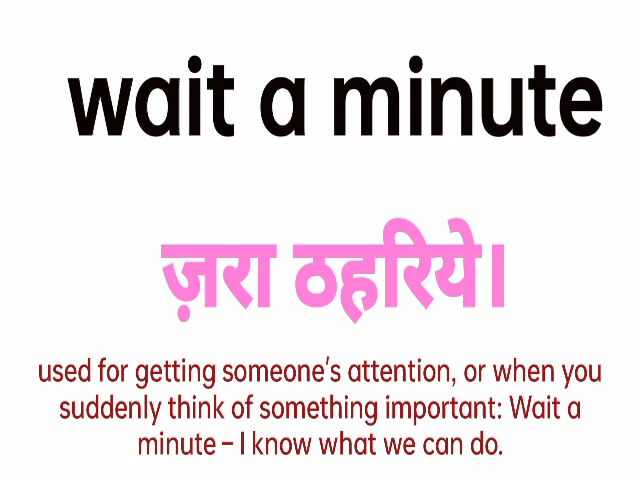 wait a minute
ज़रा ठहरिये।
used for getting someone's attention, or when you
suddenly think of something important: Wait a
minute – I know what we can do.